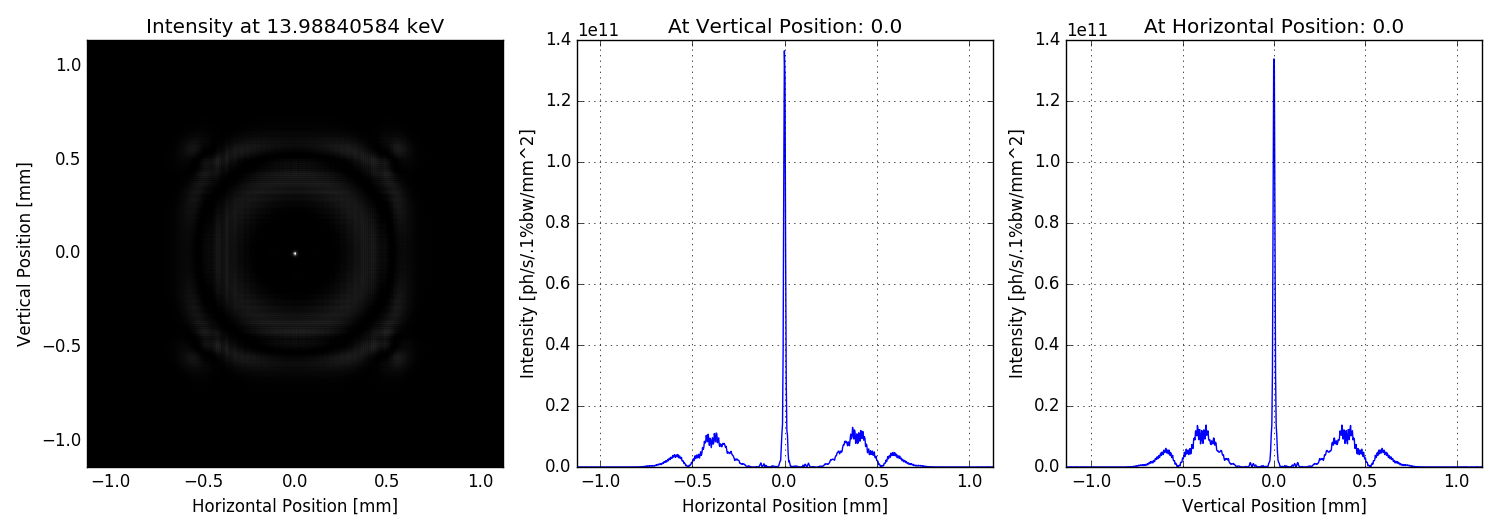 Intensity at 13.98840584 keV
1.0
0.5
0.0
−0.5
−1.0
Vertical Position [mm]
−1.0 −0.5 0.0 0.5 1.0
Horizontal Position [mm]
At Vertical Position: 0.0
1e11
1.4
1.2
1.0
0.8
0.6
0.4
0.2
0.0
Intensity [ph/s/.1%bw/mm^2]
−1.0 −0.5 0.0 0.5 1.0
Horizontal Position [mm]
At Horizontal Position: 0.0
1e11
1.4
1.2
1.0
0.8
0.6
0.4
0.2
0.0
Intensity [ph/s/.1%bw/mm^2]
−1.0 −0.5 0.0 0.5 1.0
Vertical Position [mm]